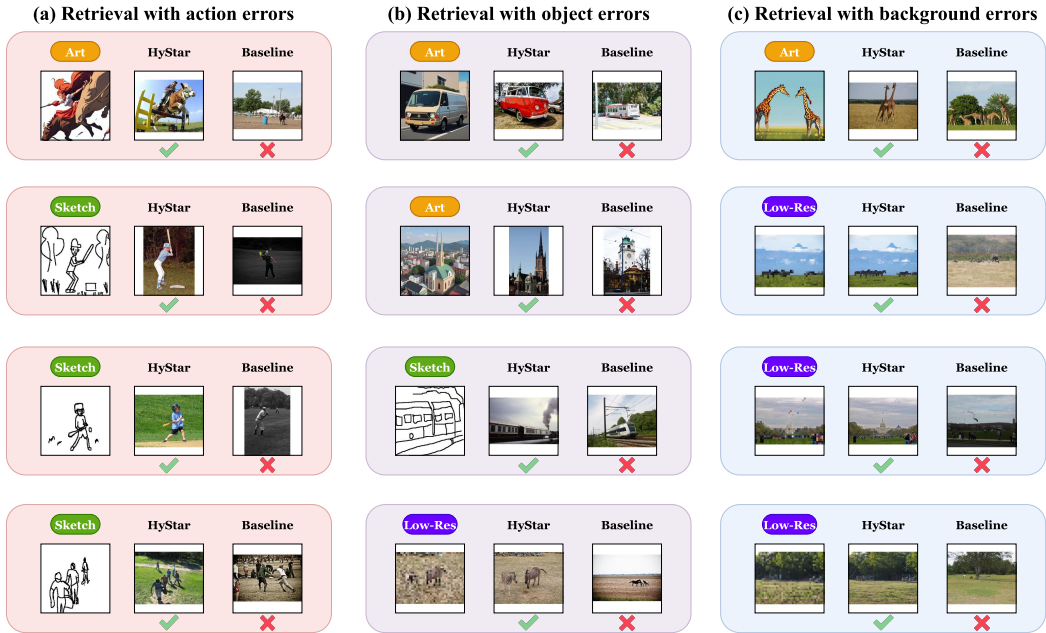 (a) Retrieval with action errors
(b) Retrieval with object errors
(c) Retrieval with background errors
Art HyStar Baseline
Art HyStar Baseline
Art HyStar Baseline
Sketch HyStar Baseline
Art HyStar Baseline
Low-Res HyStar Baseline
Sketch HyStar Baseline
Sketch HyStar Baseline
Low-Res HyStar Baseline
Sketch HyStar Baseline
Low-Res HyStar Baseline
Low-Res HyStar Baseline